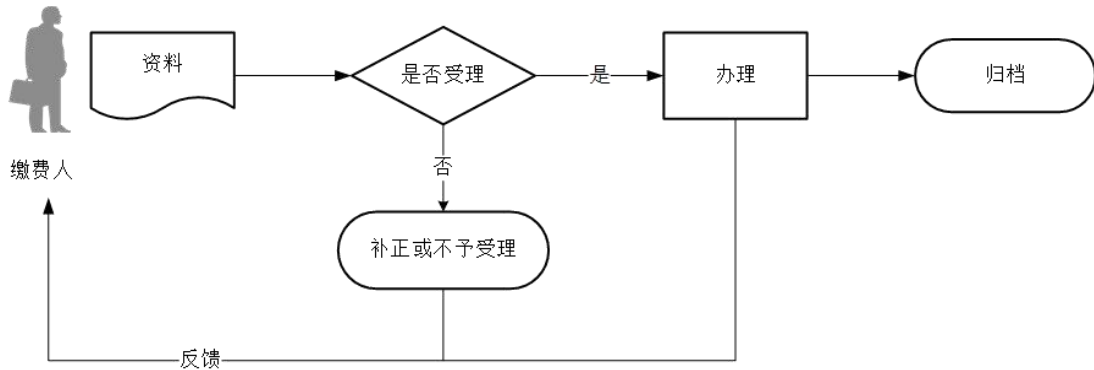 资料
是否受理
是
办理
归档
缴费人
否
补正或不予受理
反馈